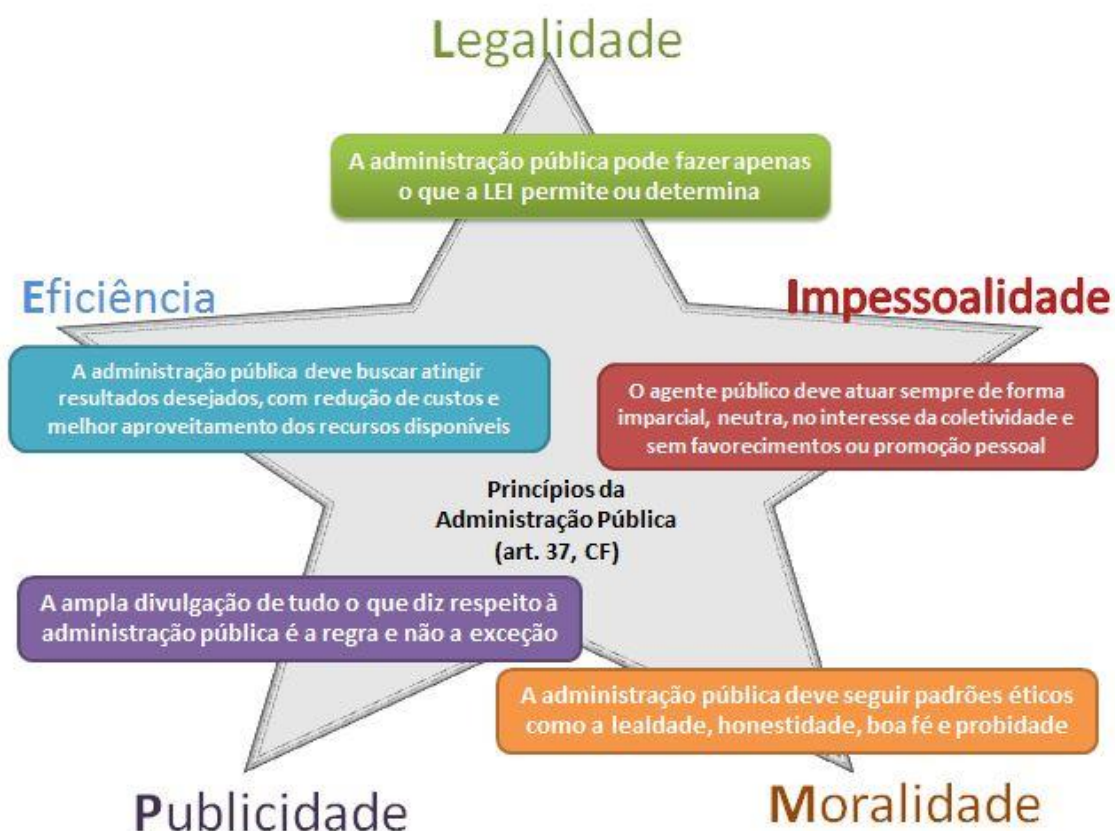 Legalidade
A administração pública pode fazer apenas
o que a LEI permite ou determina
Eficiência
Impessoalidade
A administração pública deve buscar atingir
resultados desejados, com redução de custos e
melhor aproveitamento dos recursos disponíveis
O agente público deve atuar sempre de forma
imparcial, neutra, no interesse da coletividade e
sem favorecimentos ou promoção pessoal
Princípios da
Administração Pública
(art. 37, CF)
A ampla divulgação de tudo o que diz respeito à
administração pública é a regra e não a exceção
A administração pública deve seguir padrões éticos
como a lealdade, honestidade, boa fé e probidade
Publicidade
Moralidade